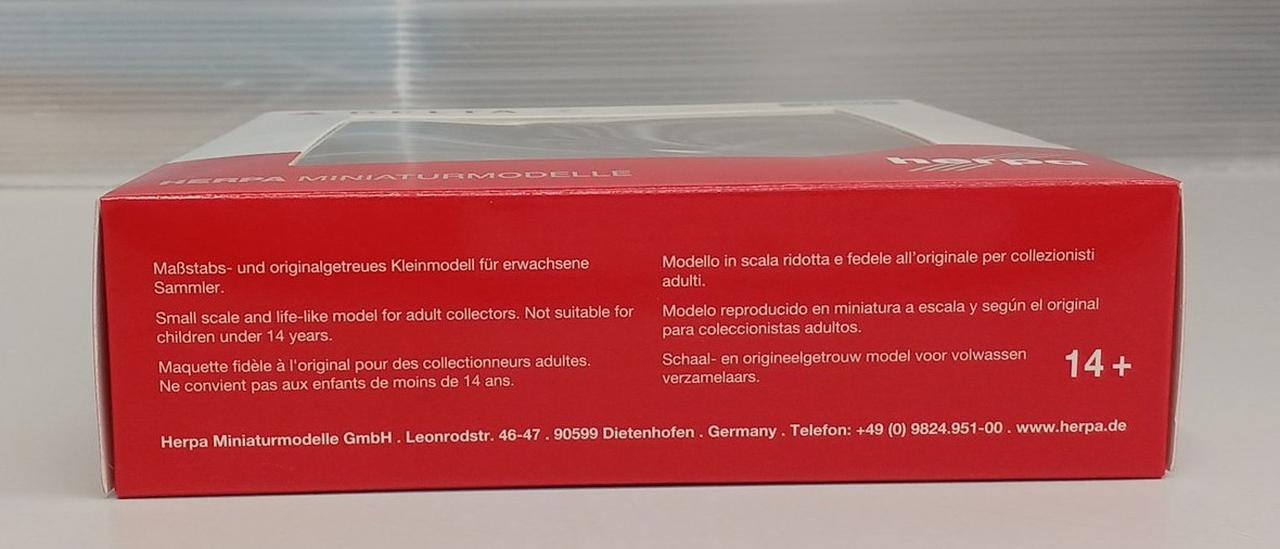 HERPA MINIATURMODELLE
herpa
Maßstabs- und originalgetreues Kleinmodell für erwachsene
Sammler.
Small scale and life-like model for adult collectors. Not suitable for
children under 14 years.
Maquette fidèle à l'original pour des collectionneurs adultes.
Ne convient pas aux enfants de moins de 14 ans.
Modello in scala ridotta e fedele all'originale per collezionisti
adulti.
Modelo reproducido en miniatura a escala y según el original
para coleccionistas adultos.
Schaal- en origineelgetrouw model voor volwassen
verzamelaars.
14+
Herpa Miniaturmodelle GmbH . Leonrodstr. 46-47 . 90599 Dietenhofen . Germany . Telefon: +49 (0) 9824.951-00 . www.herpa.de